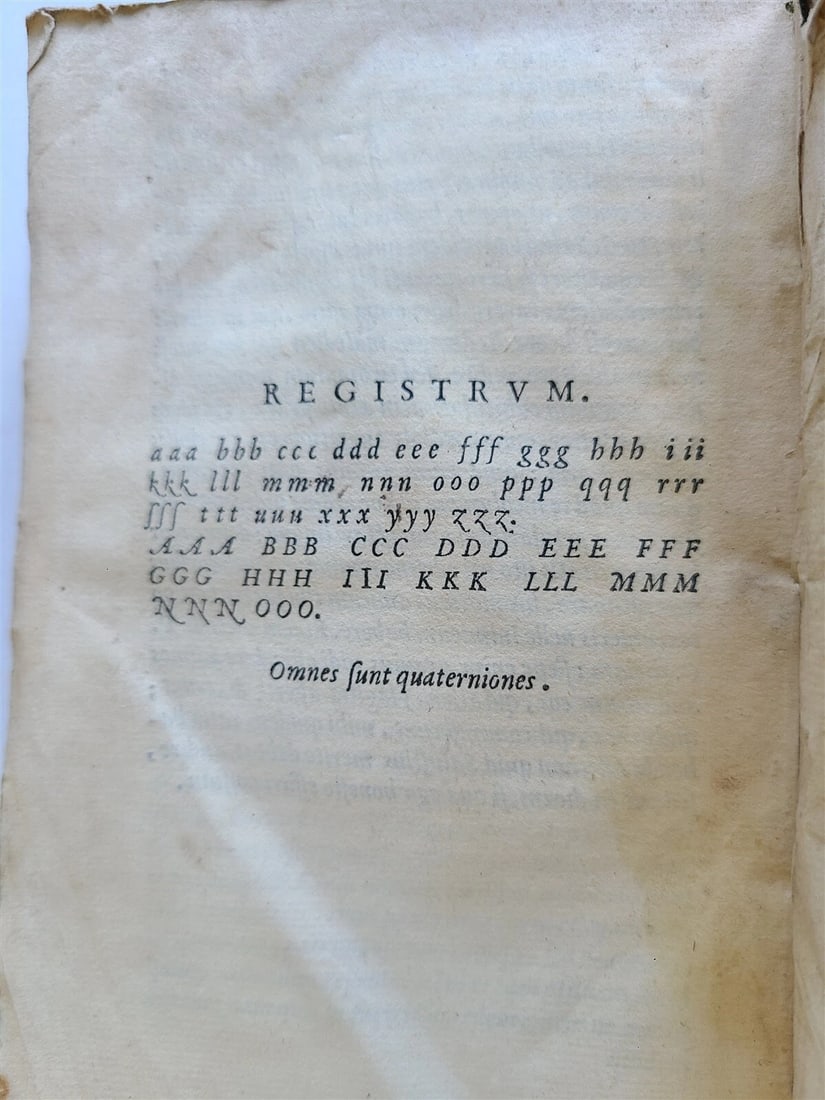 REGISTRVM.
aaa bbb ccc ddd eee fff ggg hhh iii
kkk lll mmm nnn ooo ppp qqq rrr
ſſſ ttt uuu xxx yyy zzz.
AAA BBB CCC DDD EEE FFF
GGG HHH III KKK LLL MMM
NNN OOO.
Omnes ſunt quaterniones.